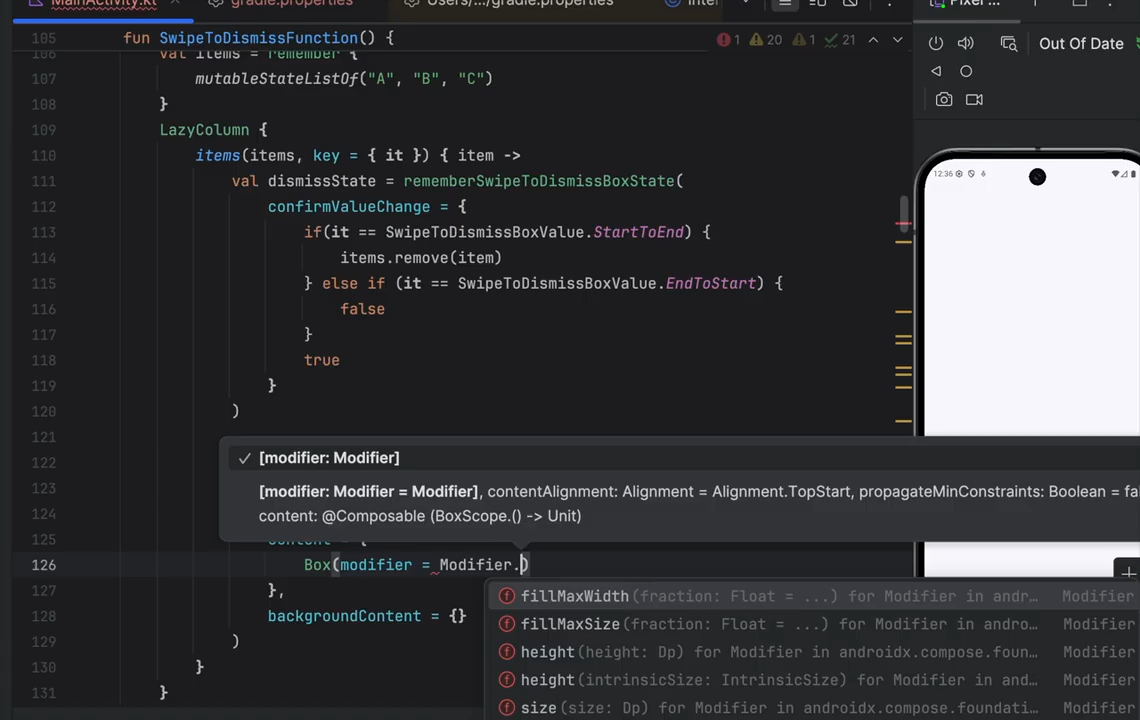 MainActivity.kt
gradle.properties
Users/.../gradle.properties
105 fun SwipeToDismissFunction() { 1 20 1 21
106 val items = remember {
107 mutableStateListOf("A", "B", "C")
108 }
109 LazyColumn {
110 items(items, key = { it }) { item ->
111 val dismissState = rememberSwipeToDismissBoxState(
112 confirmValueChange = {
113 if(it == SwipeToDismissBoxValue.StartToEnd) {
114 items.remove(item)
115 } else if (it == SwipeToDismissBoxValue.EndToStart) {
116 false
117 }
118 true
119 }
120 )
121
122
123
124
125 content = {
126 Box(modifier = Modifier.)
127 },
128 backgroundContent = {}
129 )
130 }
131 }
[modifier: Modifier]
[modifier: Modifier = Modifier], contentAlignment: Alignment = Alignment.TopStart, propagateMinConstraints: Boolean = fal
content: @Composable (BoxScope.() -> Unit)
fillMaxWidth(fraction: Float = ...) for Modifier in andr... Modifier
fillMaxSize(fraction: Float = ...) for Modifier in andro... Modifier
height(height: Dp) for Modifier in androidx.compose.foun... Modifier
height(intrinsicSize: IntrinsicSize) for Modifier in and... Modifier
size(size: Dp) for Modifier in androidx.compose.foundati... Modifier
Pixel ...
Out Of Date
12:36